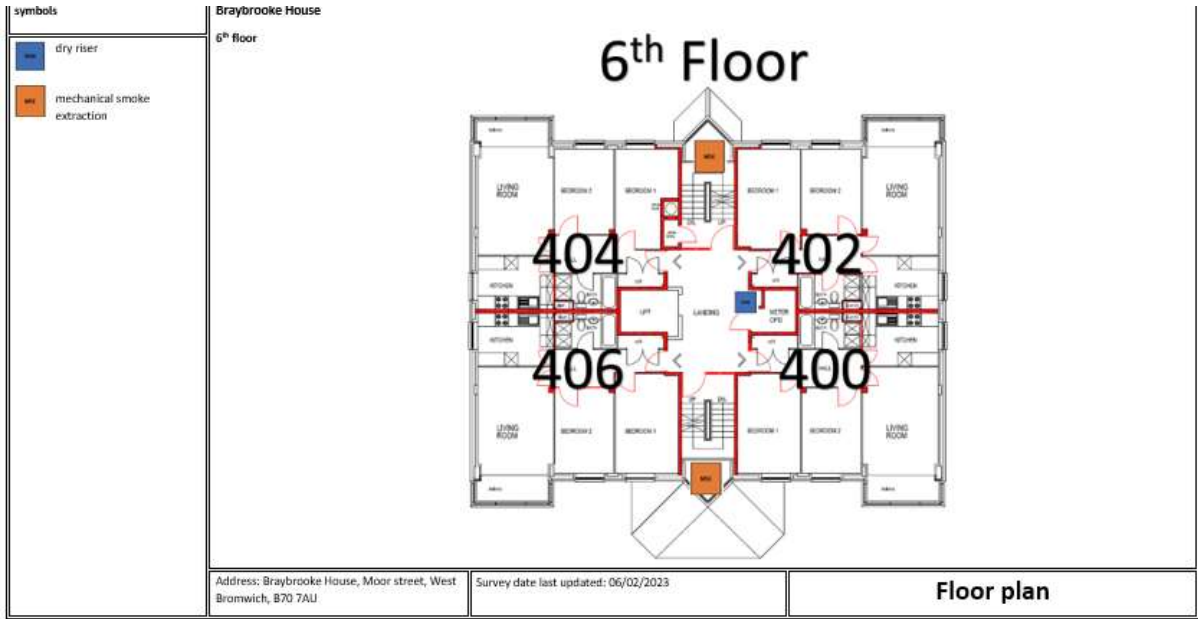 symbols
dry riser
mechanical smoke
extraction
Braybrooke House
6th floor
6th Floor
LIVING
ROOM
BEDROOM 2
BEDROOM 1
BEDROOM 1
BEDROOM 2
LIVING
ROOM
404
402
KITCHEN
KITCHEN
LIFT
LANDING
METER
CPD
KITCHEN
KITCHEN
406
400
LIVING
ROOM
BEDROOM 2
BEDROOM 1
BEDROOM 1
BEDROOM 2
LIVING
ROOM
Address: Braybrooke House, Moor street, West
Bromwich, B70 7AU
Survey date last updated: 06/02/2023
Floor plan